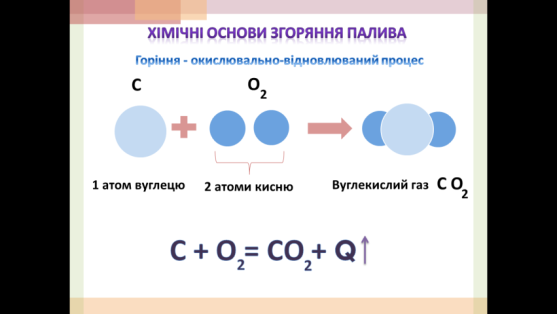 ХІМІЧНІ ОСНОВИ ЗГОРЯННЯ ПАЛИВА
Горіння - окислювально-відновлюваний процес
C O2
1 атом вуглецю 2 атоми кисню Вуглекислий газ C O2
C + O2= CO2+ Q↑